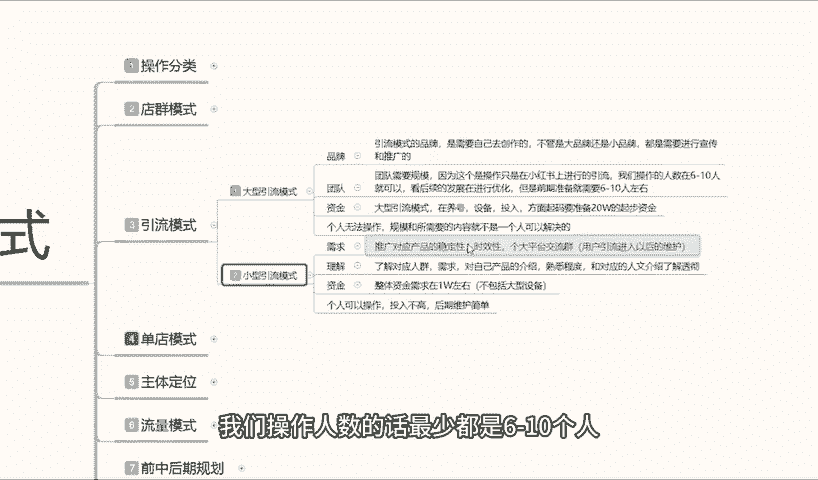 式
1 操作分类
2 店群模式
3 引流模式
1 大型引流模式
品牌
引流模式的品牌，是需要自己去创作的，不管是大品牌还是小品牌，都是需要进行宣传
和推广的
团队
团队需要规模，因为这个是操作只是在小红书上进行的引流，我们操作的人数在6-10人
就可以，看后续的发展在进行优化，但是前期准备就需要6-10人左右
资金
大型引流模式，在养号，设备，投入，方面起码要准备20W的起步资金
个人无法操作，规模和所需要的内容就不是一个人可以解决的
2 小型引流模式
需求
推广对应产品的稳定性，时效性，个大平台交流群（用户引流进入以后的维护）
理解
了解对应人群，需求，对自己产品的介绍，熟悉程度，和对应的人文介绍了解透彻
资金
整体资金需求在1W左右（不包括大型设备）
个人可以操作，投入不高，后期维护简单
4 单店模式
5 主体定位
6 流量模式
7 前中后期规划
我们操作人数的话最少都是6-10个人